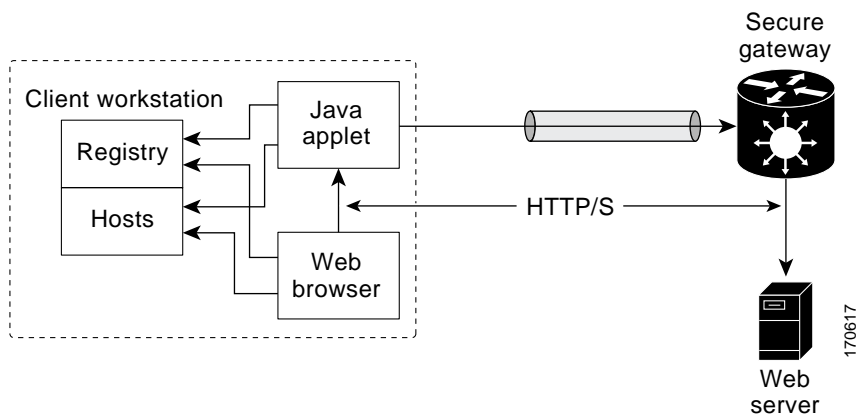 Secure
gateway
Client workstation
Java
applet
Registry
Hosts
HTTP/S
Web
browser
Web
server
170617